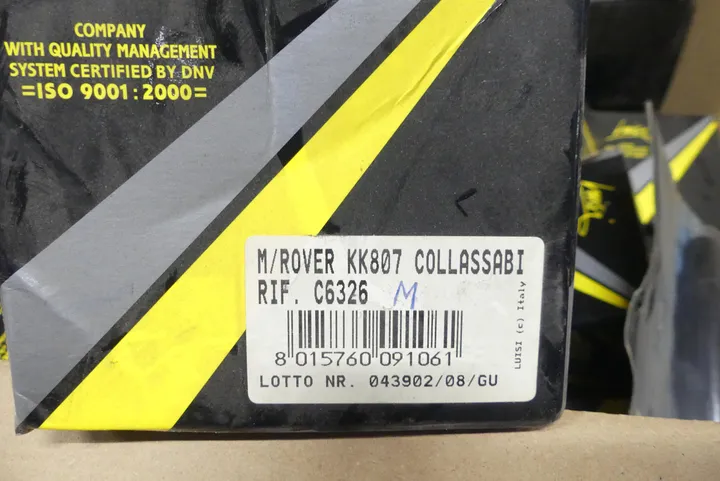 COMPANY
WITH QUALITY MANAGEMENT
SYSTEM CERTIFIED BY DNV
=ISO 9001:2000=
M/ROVER KK807 COLLASSABI
RIF. C6326 M
8 015760 091061
LOTTO NR. 043902/08/GU
LUISI (c) Italy